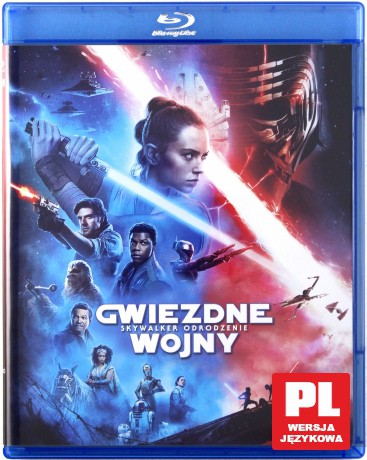 Blu-ray Disc
GWIEZDNE
SKYWALKER ODRODZENIE
WOJNY
PL
WERSJA
JĘZYKOWA